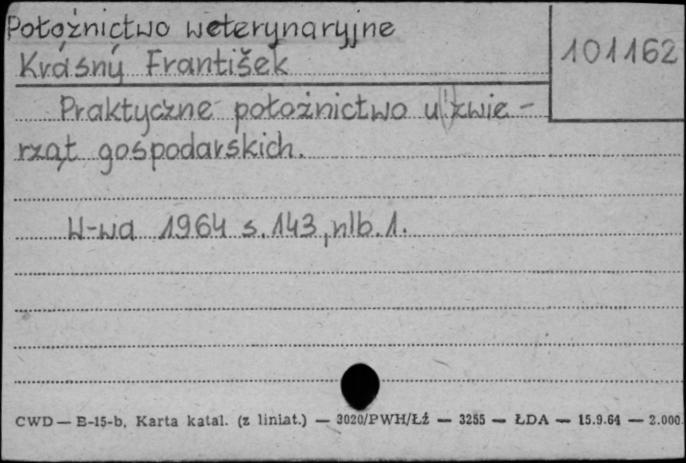 Położnictwo weterynaryjne
101162
Krásný František
Praktyczne położnictwo u zwie-
rząt gospodarskich.
W-wa 1964 s. 143, nlb. 1.
CWD — E-15-b. Karta katal. (z liniat.) — 3020/PWH/Łź — 3255 — ŁDA — 15.9.64 — 2.000.